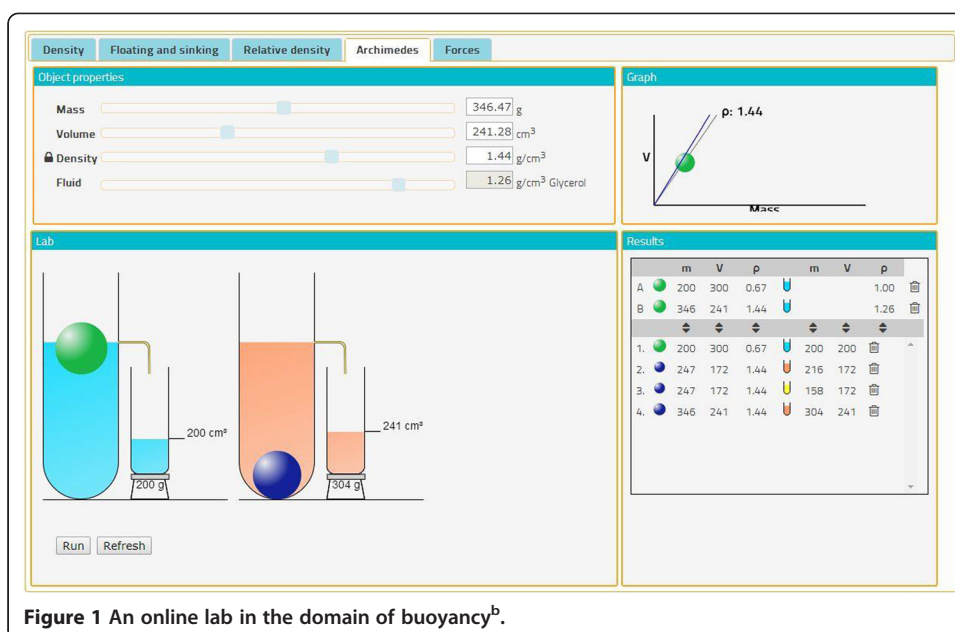 Density Floating and sinking Relative density Archimedes Forces
Object properties
Mass 346.47 g
Volume 241.28 cm³
Density 1.44 g/cm³
Fluid 1.26 g/cm³ Glycerol
Graph
ρ: 1.44
V
Mass
Lab
200 cm³
200 g
241 cm³
304 g
Run Refresh
Results
m V ρ m V ρ
A 200 300 0.67 1.00
B 346 241 1.44 1.26
1. 200 300 0.67 200 200
2. 247 172 1.44 216 172
3. 247 172 1.44 158 172
4. 346 241 1.44 304 241
Figure 1 An online lab in the domain of buoyancyᵇ.